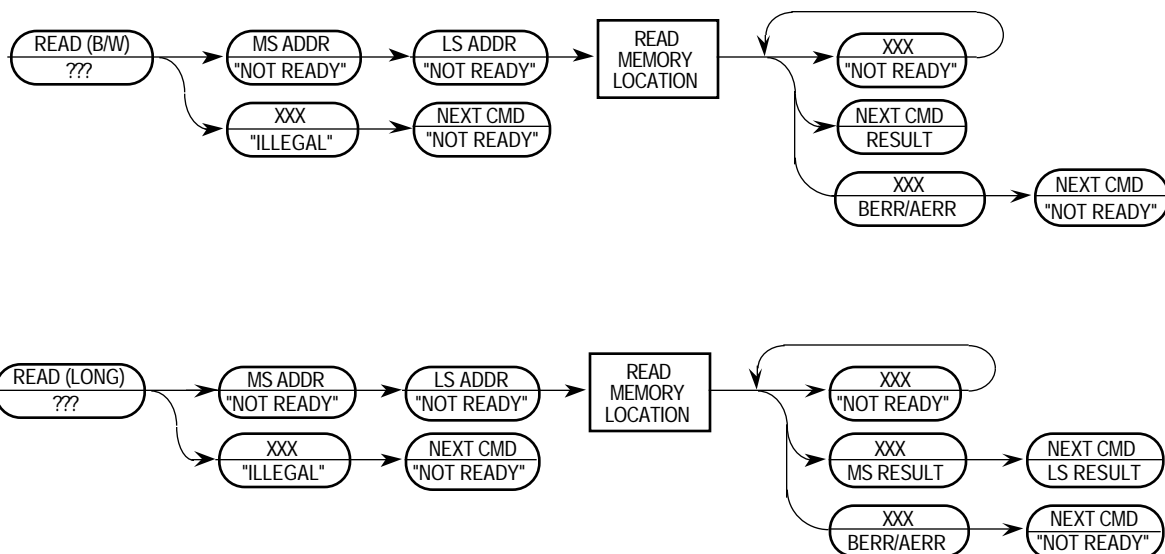 READ (B/W)
???
MS ADDR
"NOT READY"
LS ADDR
"NOT READY"
READ
MEMORY
LOCATION
XXX
"NOT READY"
XXX
"ILLEGAL"
NEXT CMD
"NOT READY"
NEXT CMD
RESULT
XXX
BERR/AERR
NEXT CMD
"NOT READY"
READ (LONG)
???
MS ADDR
"NOT READY"
LS ADDR
"NOT READY"
READ
MEMORY
LOCATION
XXX
"NOT READY"
XXX
"ILLEGAL"
NEXT CMD
"NOT READY"
XXX
MS RESULT
NEXT CMD
LS RESULT
XXX
BERR/AERR
NEXT CMD
"NOT READY"